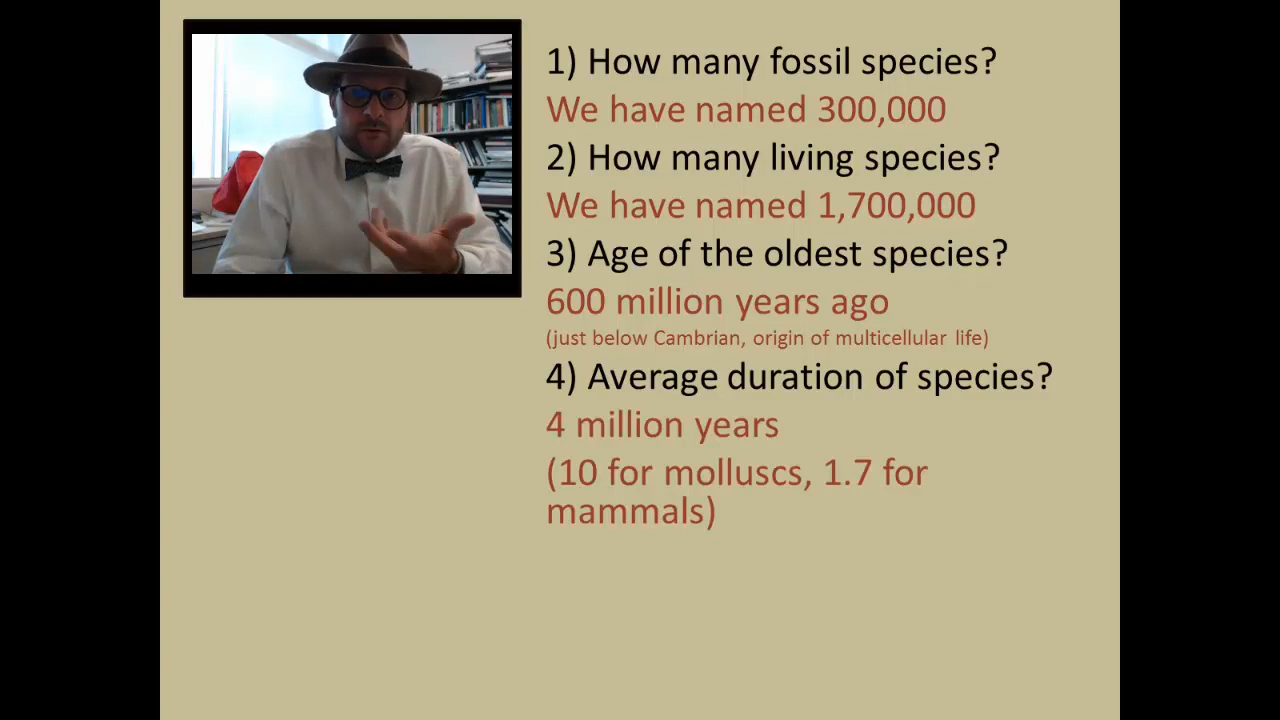 1) How many fossil species?
We have named 300,000
2) How many living species?
We have named 1,700,000
3) Age of the oldest species?
600 million years ago
(just below Cambrian, origin of multicellular life)
4) Average duration of species?
4 million years
(10 for molluscs, 1.7 for
mammals)